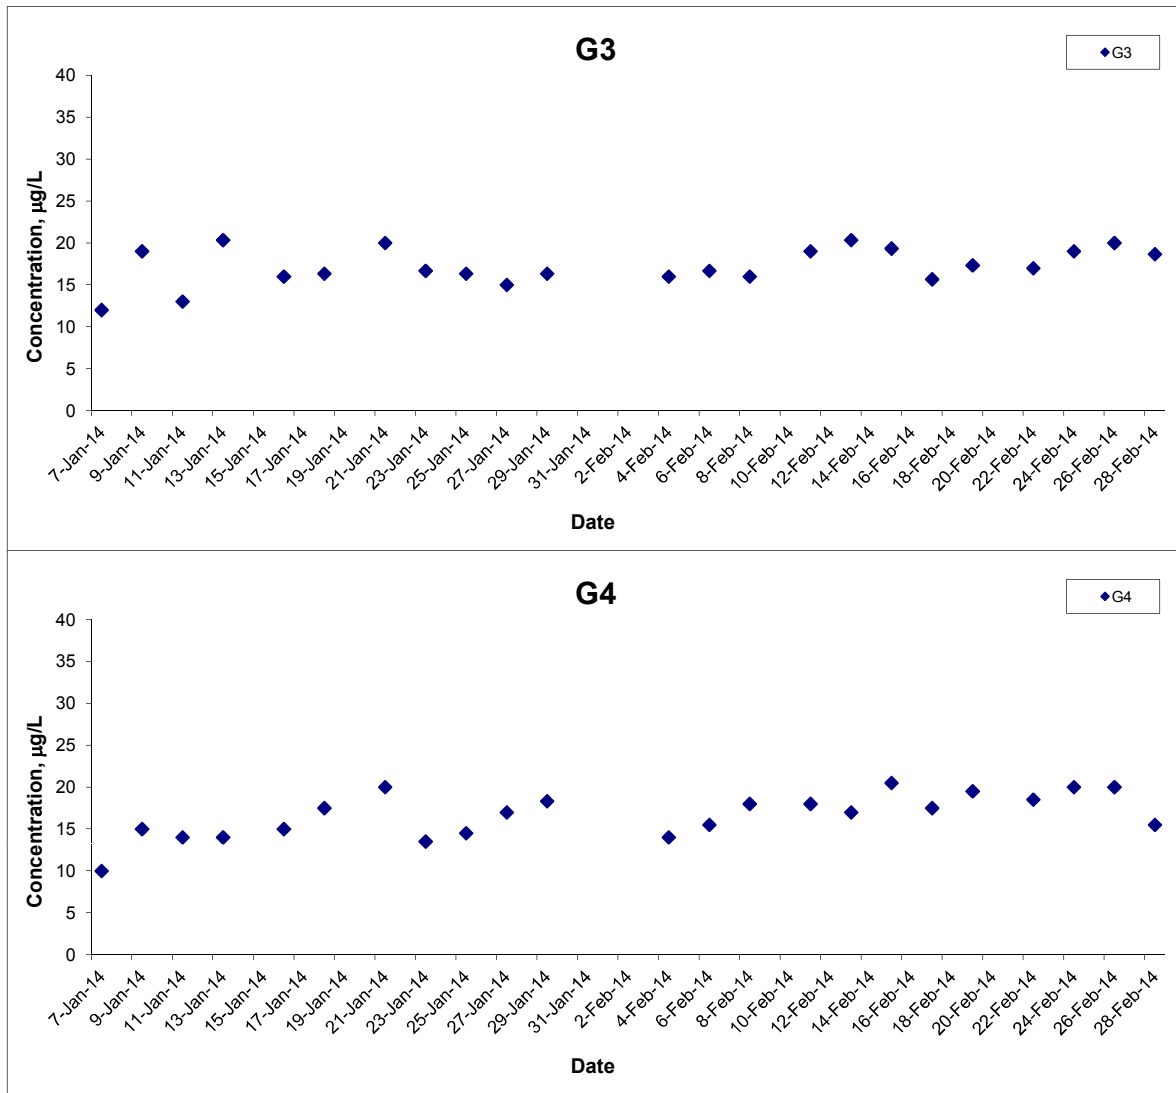 G3
G3
40
35
30
25
20
15
10
5
0
Concentration, µg/L
7-Jan-14
9-Jan-14
11-Jan-14
13-Jan-14
15-Jan-14
17-Jan-14
19-Jan-14
21-Jan-14
23-Jan-14
25-Jan-14
27-Jan-14
29-Jan-14
31-Jan-14
2-Feb-14
4-Feb-14
6-Feb-14
8-Feb-14
10-Feb-14
12-Feb-14
14-Feb-14
16-Feb-14
18-Feb-14
20-Feb-14
22-Feb-14
24-Feb-14
26-Feb-14
28-Feb-14
Date
G4
G4
40
35
30
25
20
15
10
5
0
Concentration, µg/L
7-Jan-14
9-Jan-14
11-Jan-14
13-Jan-14
15-Jan-14
17-Jan-14
19-Jan-14
21-Jan-14
23-Jan-14
25-Jan-14
27-Jan-14
29-Jan-14
31-Jan-14
2-Feb-14
4-Feb-14
6-Feb-14
8-Feb-14
10-Feb-14
12-Feb-14
14-Feb-14
16-Feb-14
18-Feb-14
20-Feb-14
22-Feb-14
24-Feb-14
26-Feb-14
28-Feb-14
Date